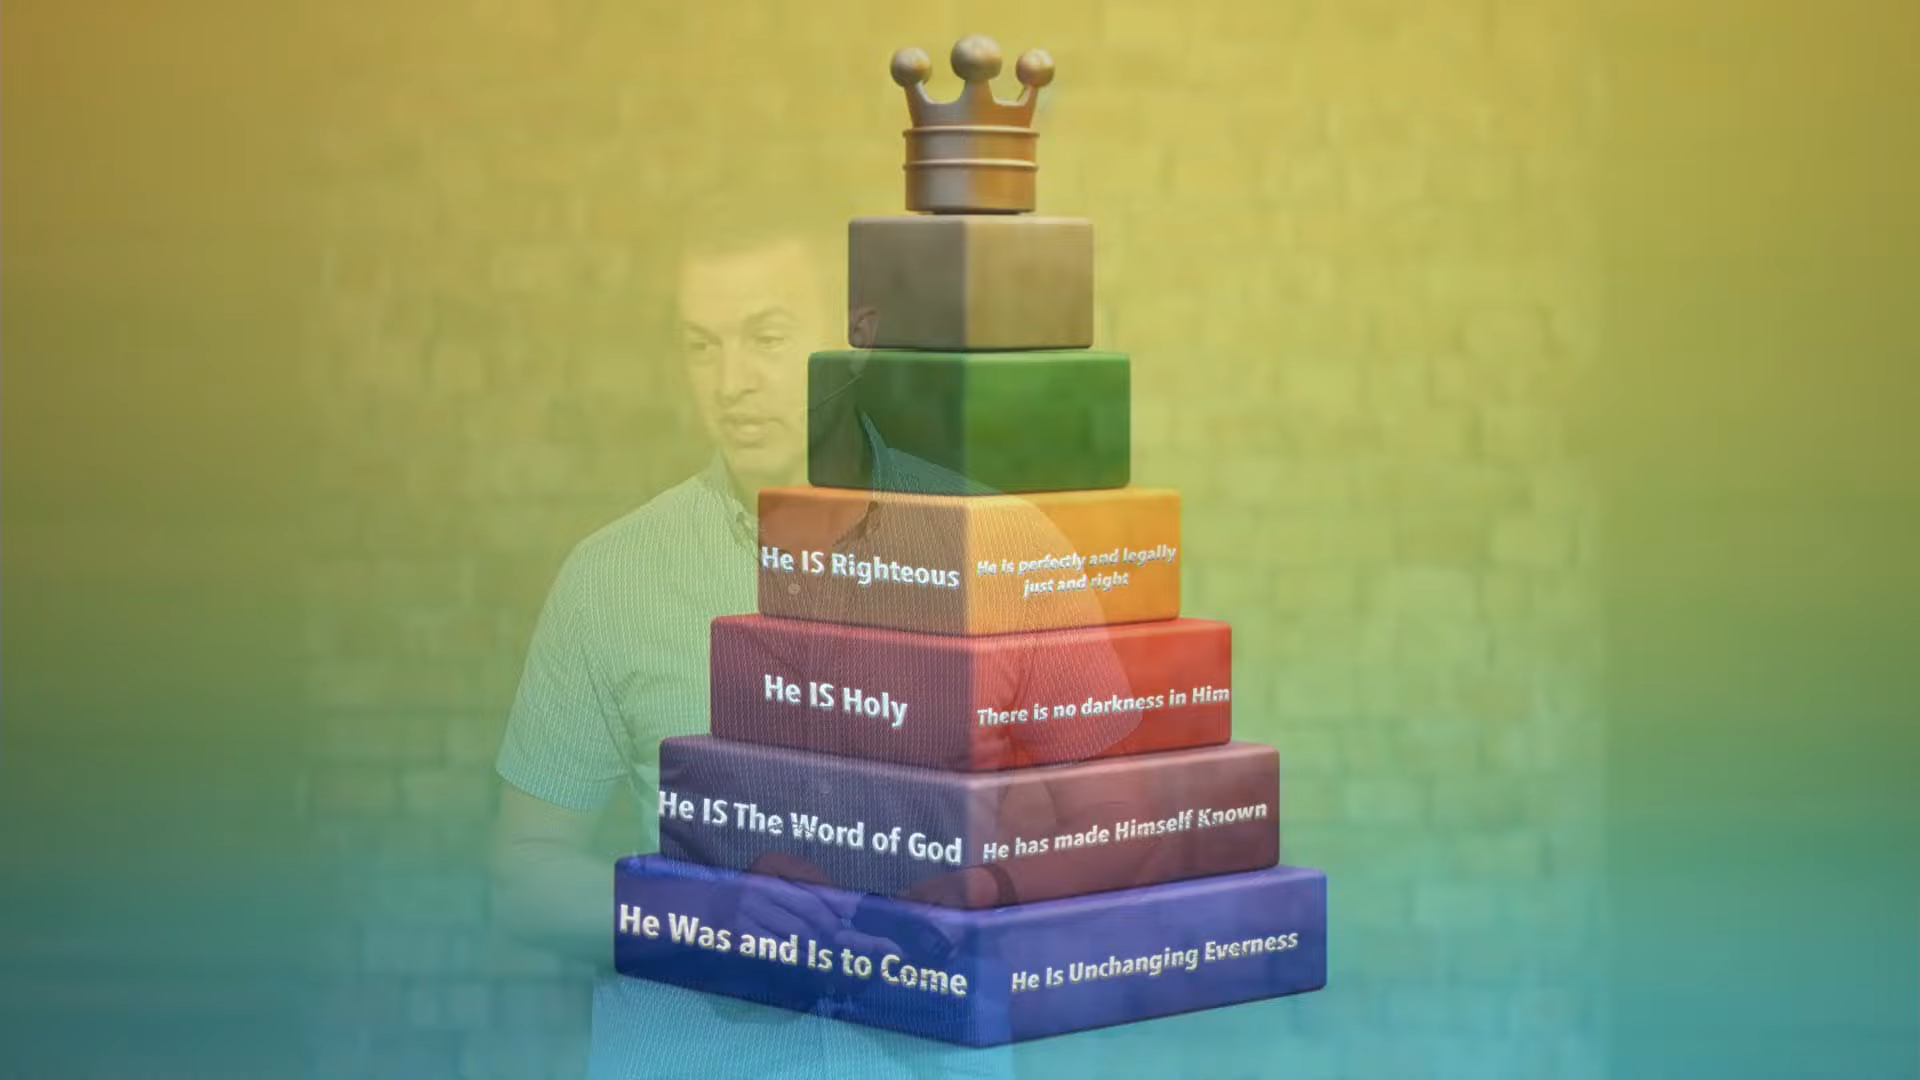 He IS Righteous
He is perfectly and legally
just and right
He IS Holy
There is no darkness in Him
He IS The Word of God
He has made Himself Known
He Was and Is to Come
He Is Unchanging Everness